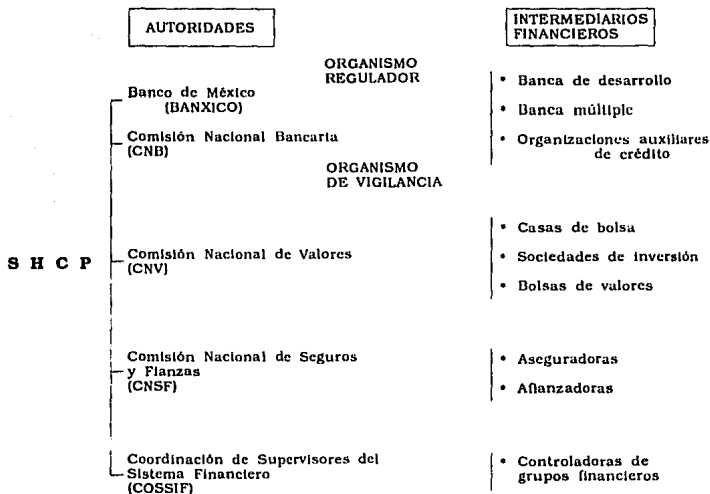 AUTORIDADES
INTERMEDIARIOS
FINANCIEROS
ORGANISMO
REGULADOR
Banco de México
(BANXICO)
Comisión Nacional Bancaria
(CNB)
ORGANISMO
DE VIGILANCIA
• Banca de desarrollo
• Banca múltiple
• Organizaciones auxiliares
de crédito
S H C P
Comisión Nacional de Valores
(CNV)
• Casas de bolsa
• Sociedades de inversión
• Bolsas de valores
Comisión Nacional de Seguros
y Fianzas
(CNSF)
• Aseguradoras
• Afianzadoras
Coordinación de Supervisores del
Sistema Financiero
(COSSIF)
• Controladoras de
grupos financieros